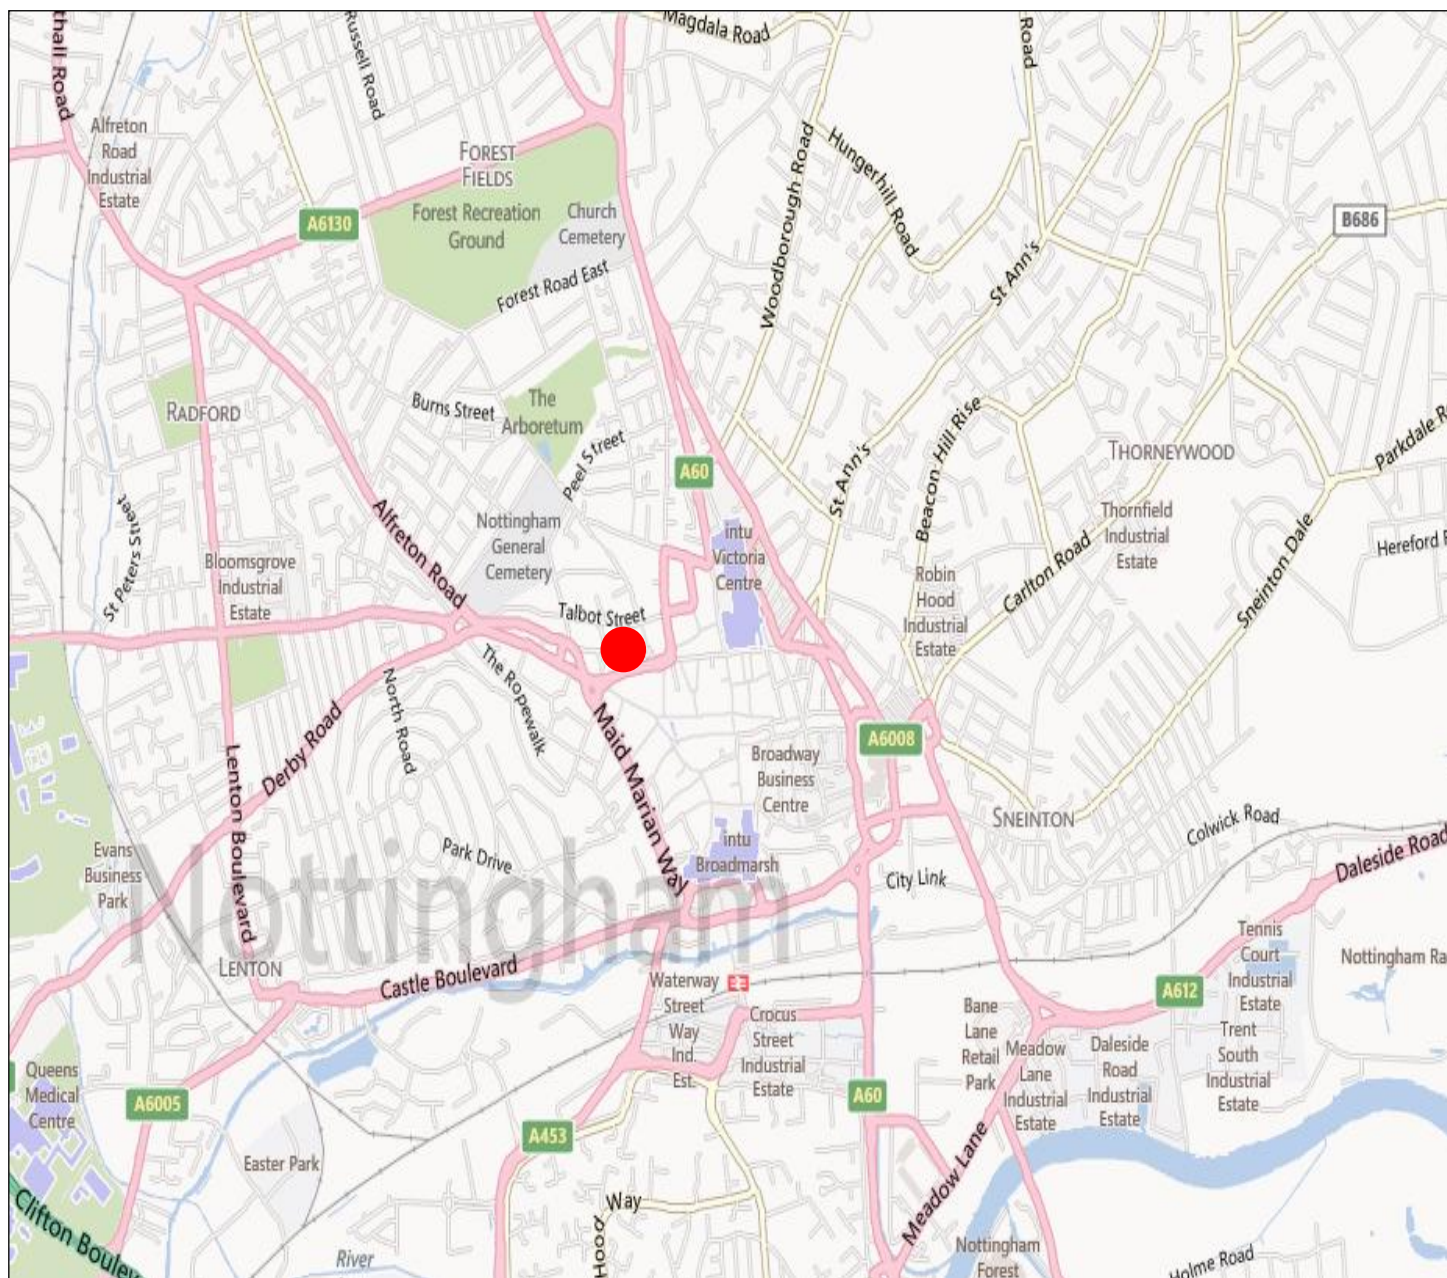 thall Road
Russell Road
Magdala Road
Road
Alfreton
Road
Industrial
Estate
FOREST
FIELDS
Hungerhill Road
Woodborough Road
A6130
Forest Recreation
Ground
Church
Cemetery
B686
Forest Road East
St Ann's
RADFORD
Burns Street
The
Arboretum
Peel Street
A60
St Ann's
Beacon Hill Rise
THORNEYWOOD
Parkdale R
St Peters Street
Alfreton Road
Nottingham
General
Cemetery
intu
Victoria
Centre
Thornfield
Industrial
Estate
Hereford R
Bloomsgrove
Industrial
Estate
Robin
Hood
Industrial
Estate
Carlton Road
Sneinton Dale
Talbot Street
The Ropewalk
North Road
Derby Road
Lenton Boulevard
Maid Marian Way
A6008
Broadway
Business
Centre
SNEINTON
Colwick Road
Daleside Road
Evans
Business
Park
Park Drive
intu
Broadmarsh
City Link
Nottingham
LENTON
Castle Boulevard
Waterway
Street
Way
Ind.
Est.
Crocus
Street
Industrial
Estate
Tennis
Court
Industrial
Estate
Nottingham Ra
A612
Bane
Lane
Retail
Park
Meadow
Lane
Industrial
Estate
Daleside
Road
Industrial
Estate
Trent
South
Industrial
Estate
Queens
Medical
Centre
A6005
A453
A60
Easter Park
Meadow Lane
Way
Hood
Clifton Boulev
River
Nottingham
Forest
Holme Road